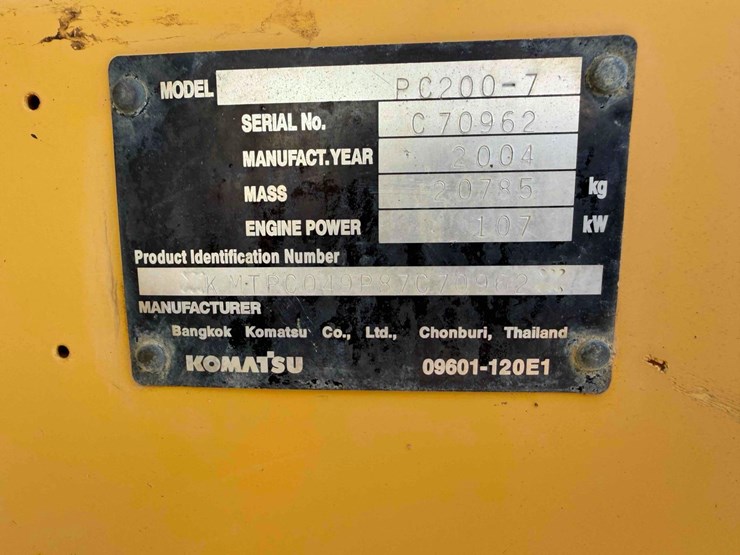 MODEL PC200-7
SERIAL No. C70962
MANUFACT.YEAR 2004
MASS 20785 kg
ENGINE POWER 107 kW
Product Identification Number
MANUFACTURER
Bangkok Komatsu Co., Ltd., Chonburi, Thailand
KOMATSU 09601-120E1